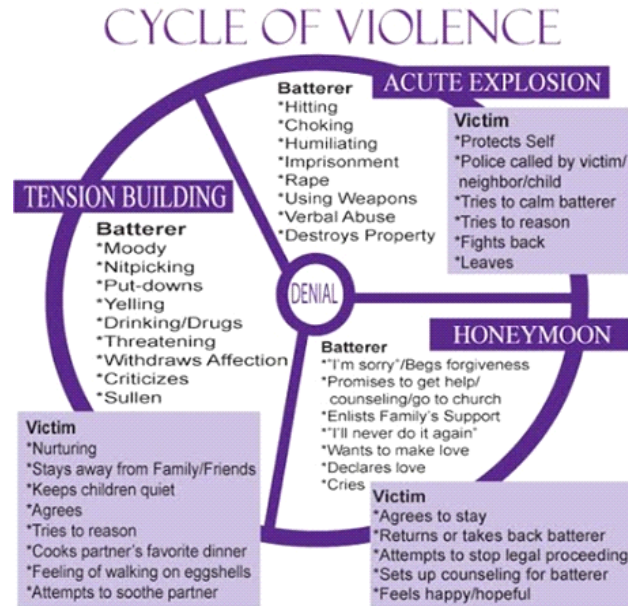 CYCLE OF VIOLENCE
ACUTE EXPLOSION
Batterer
*Hitting
*Choking
*Humiliating
*Imprisonment
*Rape
*Using Weapons
*Verbal Abuse
*Destroys Property
Victim
*Protects Self
*Police called by victim/
neighbor/child
*Tries to calm batterer
*Tries to reason
*Fights back
*Leaves
TENSION BUILDING
Batterer
*Moody
*Nitpicking
*Put-downs
*Yelling
*Drinking/Drugs
*Threatening
*Withdraws Affection
*Criticizes
*Sullen
Victim
*Nurturing
*Stays away from Family/Friends
*Keeps children quiet
*Agrees
*Tries to reason
*Cooks partner's favorite dinner
*Feeling of walking on eggshells
*Attempts to soothe partner
DENIAL
HONEYMOON
Batterer
*"I'm sorry"/Begs forgiveness
*Promises to get help/
counseling/go to church
*Enlists Family's Support
*"I'll never do it again"
*Wants to make love
*Declares love
*Cries
Victim
*Agrees to stay
*Returns or takes back batterer
*Attempts to stop legal proceeding
*Sets up counseling for batterer
*Feels happy/hopeful